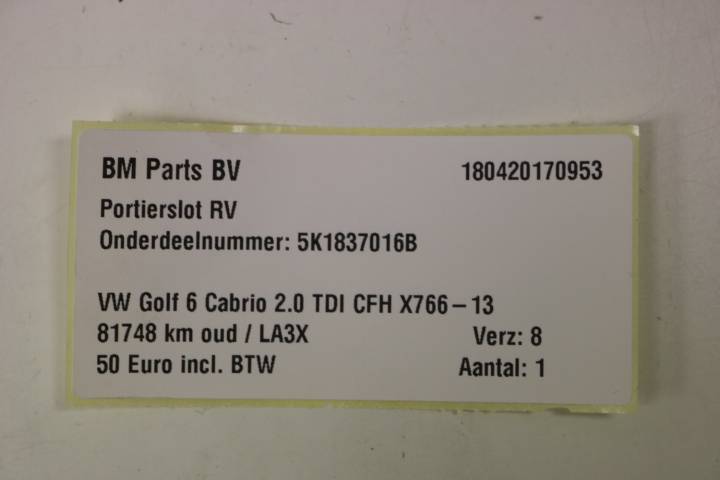 BM Parts BV 180420170953
Portierslot RV
Onderdeelnummer: 5K1837016B
VW Golf 6 Cabrio 2.0 TDI CFH X766-13
81748 km oud / LA3X Verz: 8
50 Euro incl. BTW Aantal: 1